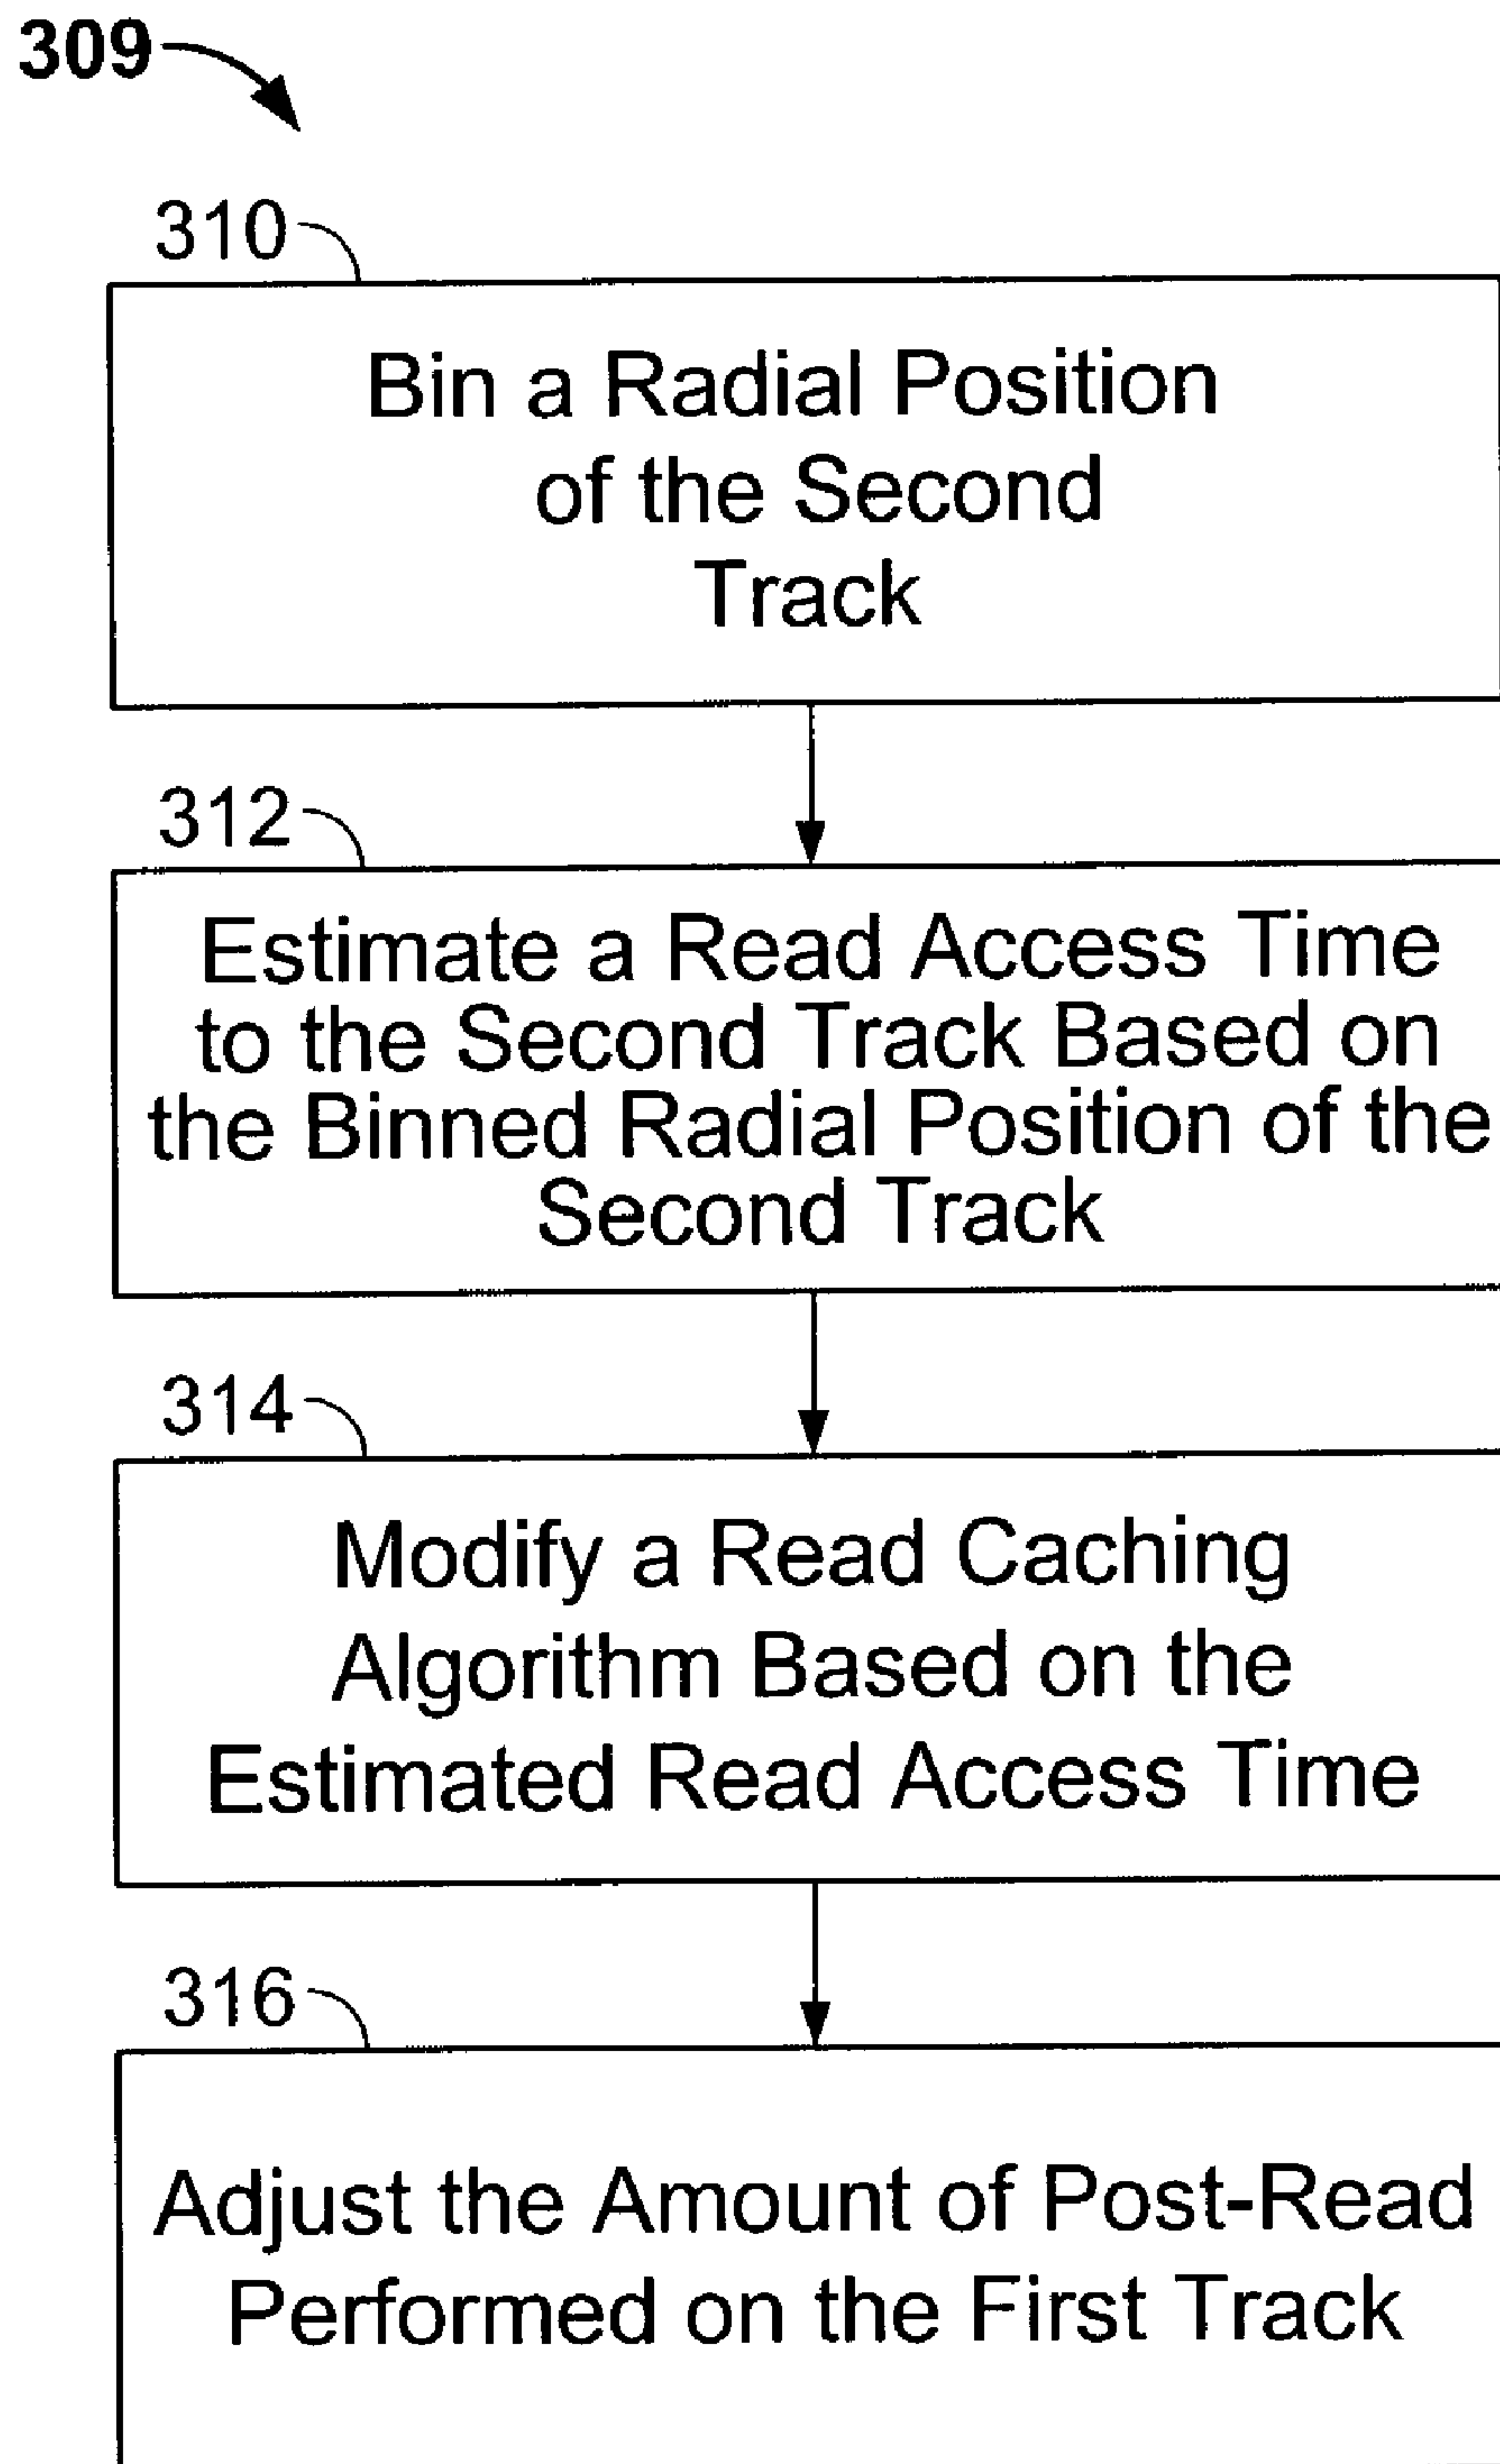 309
310
Bin a Radial Position
of the Second
Track
312
Estimate a Read Access Time
to the Second Track Based on
the Binned Radial Position of the
Second Track
314
Modify a Read Caching
Algorithm Based on the
Estimated Read Access Time
316
Adjust the Amount of Post-Read
Performed on the First Track